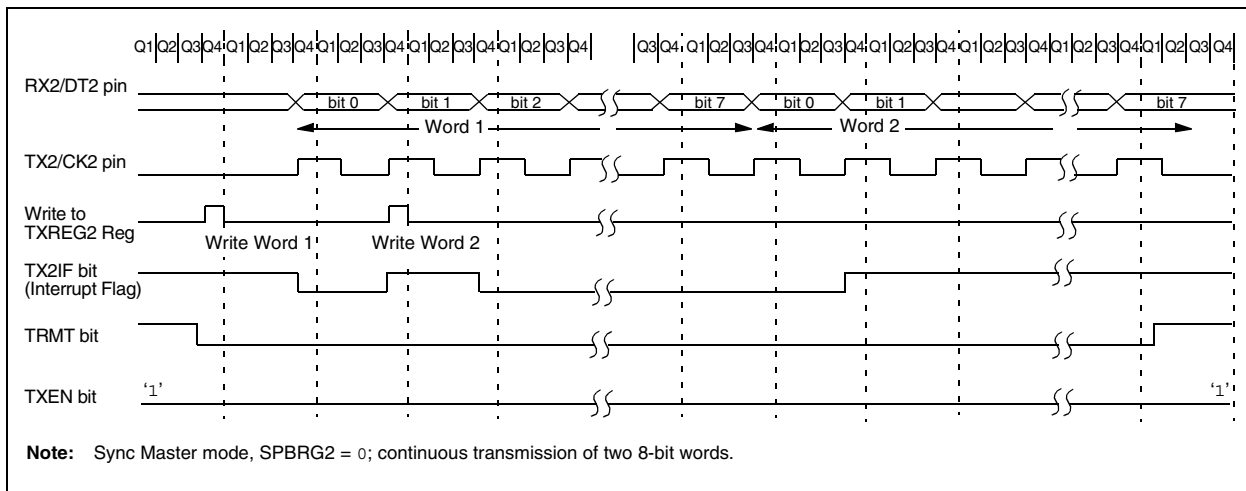 Q1 Q2 Q3 Q4 Q1 Q2 Q3 Q4 Q1 Q2 Q3 Q4 Q1 Q2 Q3 Q4 Q1 Q2 Q3 Q4 Q3 Q4 Q1 Q2 Q3 Q4 Q1 Q2 Q3 Q4 Q1 Q2 Q3 Q4 Q1 Q2 Q3 Q4 Q1 Q2 Q3 Q4 Q1 Q2 Q3 Q4
RX2/DT2 pin
bit 0 bit 1 bit 2 bit 7 bit 0 bit 1 bit 7
Word 1 Word 2
TX2/CK2 pin
Write to
TXREG2 Reg
Write Word 1 Write Word 2
TX2IF bit
(Interrupt Flag)
TRMT bit
TXEN bit
‘1’ ‘1’
Note: Sync Master mode, SPBRG2 = 0; continuous transmission of two 8-bit words.